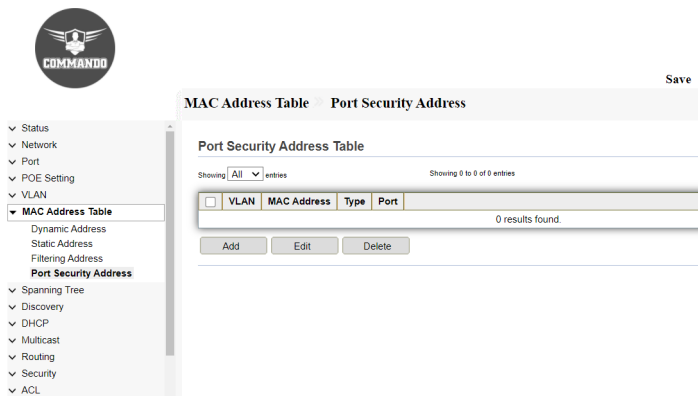 COMMANDO
Save
MAC Address Table Port Security Address
Status
Network
Port
POE Setting
VLAN
MAC Address Table
Dynamic Address
Static Address
Filtering Address
Port Security Address
Spanning Tree
Discovery
DHCP
Multicast
Routing
Security
ACL
Port Security Address Table
Showing All entries Showing 0 to 0 of 0 entries
VLAN MAC Address Type Port
0 results found.
Add Edit Delete